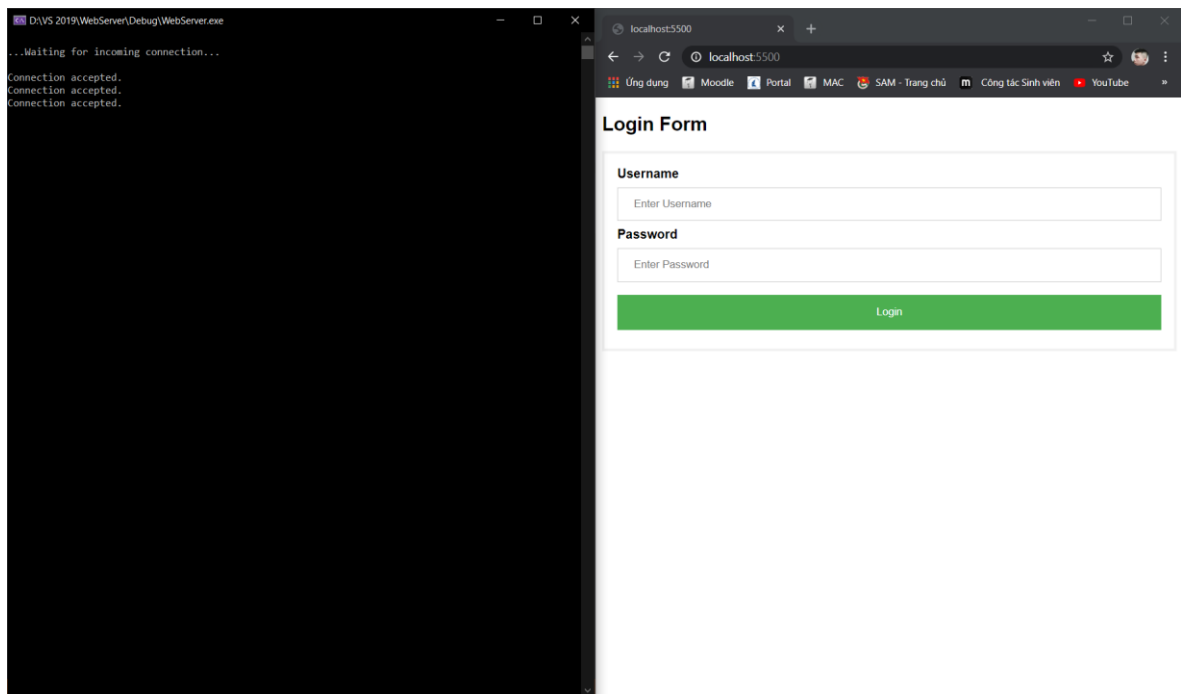 D:\VS 2019\WebServer\Debug\WebServer.exe
...Waiting for incoming connection...
Connection accepted.
Connection accepted.
Connection accepted.
localhost:5500
localhost:5500
Ứng dụng Moodle Portal MAC SAM - Trang chủ m Công tác Sinh viên YouTube »
Login Form
Username
Enter Username
Password
Enter Password
Login